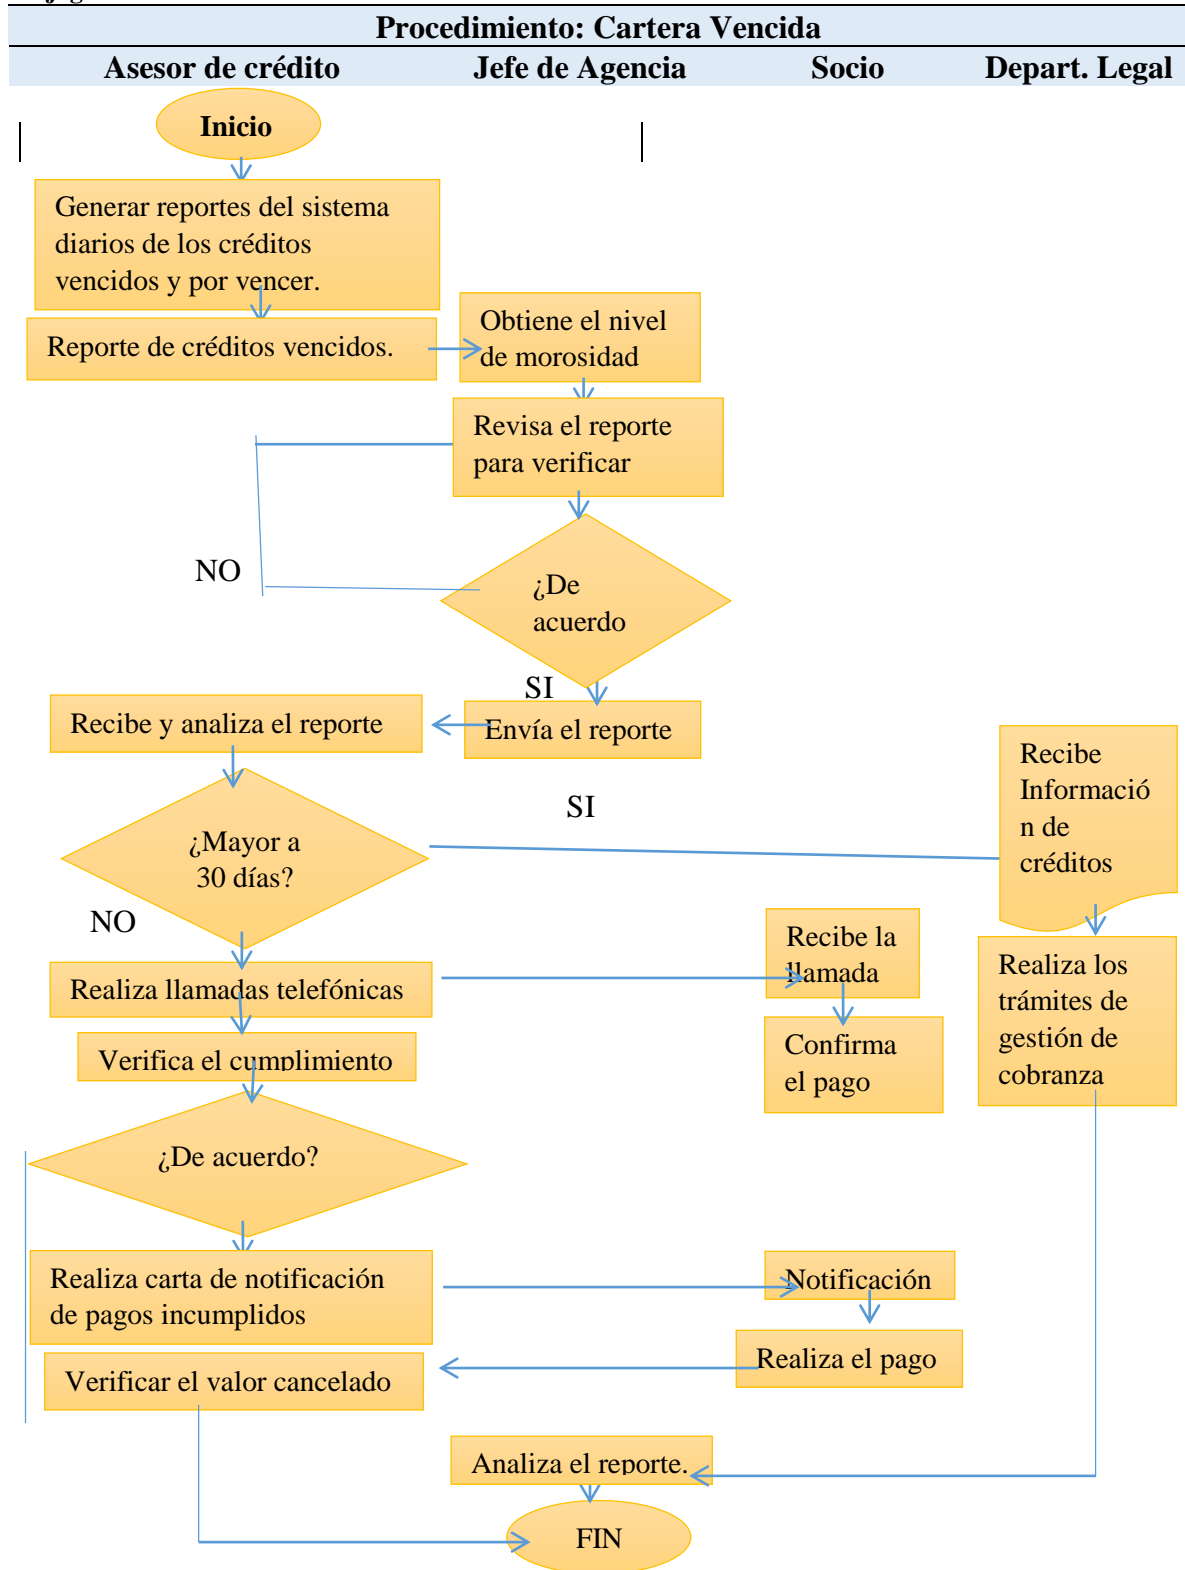 Procedimiento: Cartera Vencida
Asesor de crédito Jefe de Agencia Socio Depart. Legal
Inicio
Generar reportes del sistema
diarios de los créditos
vencidos y por vencer.
Reporte de créditos vencidos.
Obtiene el nivel
de morosidad
Revisa el reporte
para verificar
NO
¿De
acuerdo
SI
Envía el reporte
Recibe y analiza el reporte
¿Mayor a
30 días?
SI
NO
Recibe
Informació
n de
créditos
Realiza llamadas telefónicas
Recibe la
llamada
Realiza los
trámites de
gestión de
cobranza
Verifica el cumplimiento
Confirma
el pago
¿De acuerdo?
Realiza carta de notificación
de pagos incumplidos
Notificación
Realiza el pago
Verificar el valor cancelado
Analiza el reporte.
FIN